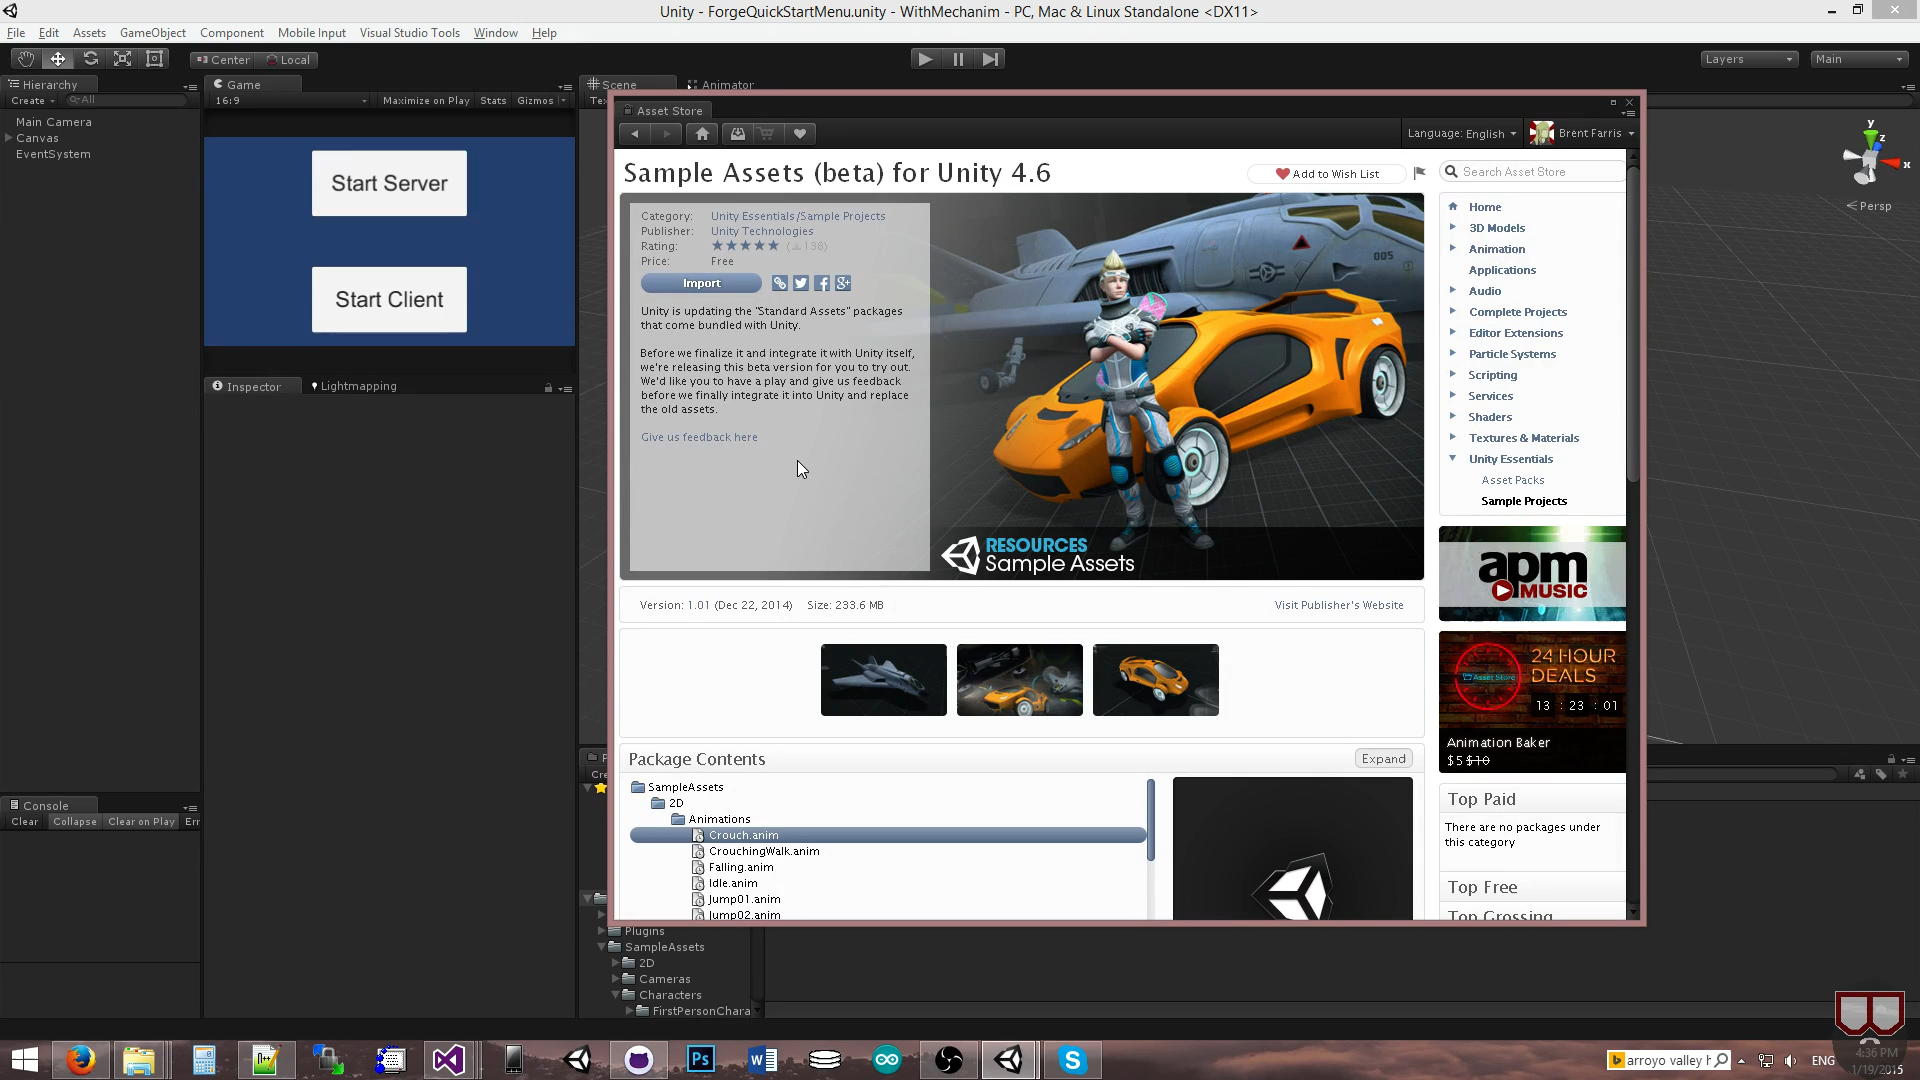 Unity - ForgeQuickStartMenu.unity - WithMechanim - PC, Mac & Linux Standalone <DX11>
File Edit Assets GameObject Component Mobile Input Visual Studio Tools Window Help
Center Local
Layers Main
Hierarchy
Create All
Main Camera
Canvas
EventSystem
Game
16:9 Maximize on Play Stats Gizmos
Start Server
Start Client
Inspector Lightmapping
Console
Clear Collapse Clear on Play Err
Scene Animator
Asset Store
Language: English Brent Farris
Sample Assets (beta) for Unity 4.6
Add to Wish List
Search Asset Store
Category: Unity Essentials/Sample Projects
Publisher: Unity Technologies
Rating: (138)
Price: Free
Import
Unity is updating the "Standard Assets" packages
that come bundled with Unity.
Before we finalize it and integrate it with Unity itself,
we're releasing this beta version for you to try out.
We'd like you to have a play and give us feedback
before we finally integrate it into Unity and replace
the old assets.
Give us feedback here
005
RESOURCES
Sample Assets
Version: 1.01 (Dec 22, 2014) Size: 233.6 MB
Visit Publisher's Website
Package Contents
Expand
SampleAssets
2D
Animations
Crouch.anim
CrouchingWalk.anim
Falling.anim
Idle.anim
Jump01.anim
Jump02.anim
Home
3D Models
Animation
Applications
Audio
Complete Projects
Editor Extensions
Particle Systems
Scripting
Services
Shaders
Textures & Materials
Unity Essentials
Asset Packs
Sample Projects
apm
MUSIC
24 HOUR
DEALS
Asset Store
13 : 23 : 01
Animation Baker
$5 $10
Top Paid
There are no packages under
this category
Top Free
Top Grossing
Persp
y
z
x
Plugins
SampleAssets
2D
Cameras
Characters
FirstPersonChara
arroyo valley h
ENG
4:36 PM
1/19/2015